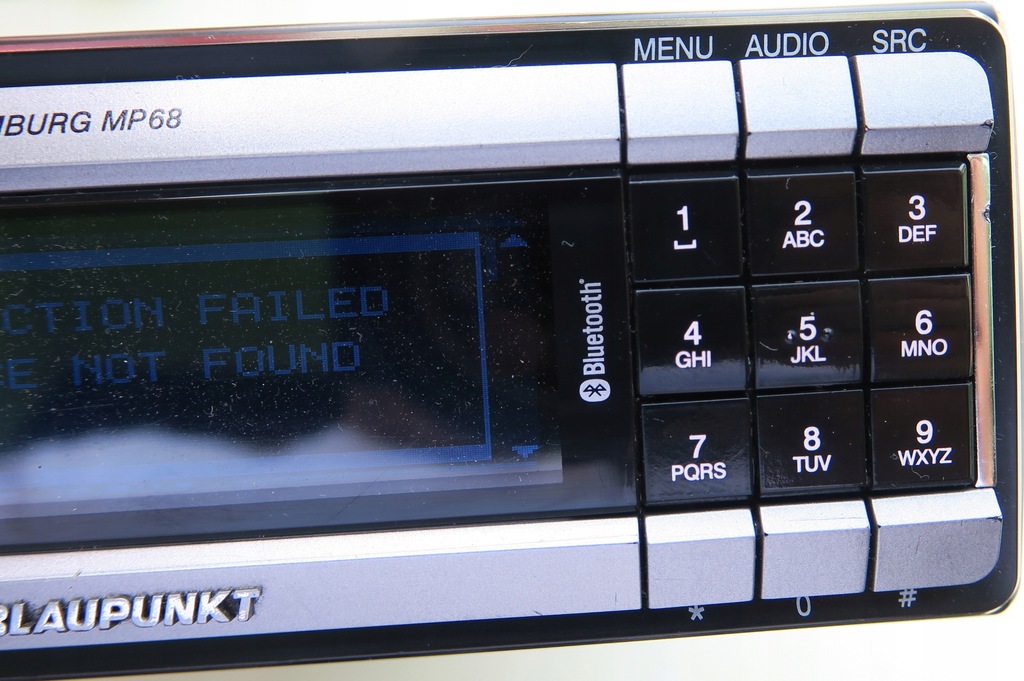 MENU AUDIO SRC
BURG MP68
1
2
ABC
3
DEF
CTION FAILED
E NOT FOUND
Bluetooth®
4
GHI
5
JKL
6
MNO
7
PQRS
8
TUV
9
WXYZ
BLAUPUNKT
* 0 #